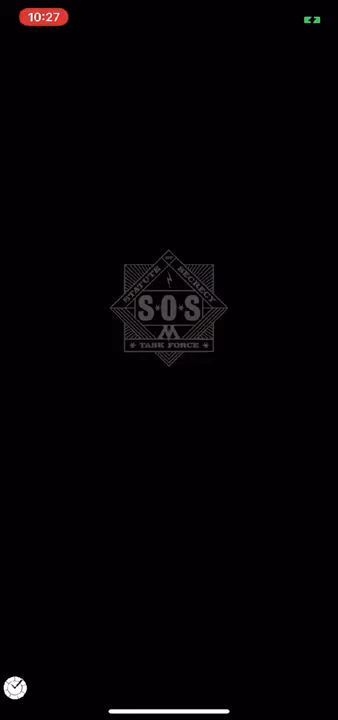 10:27
STATUTE OF SECRECY
S·O·S
M
TASK FORCE